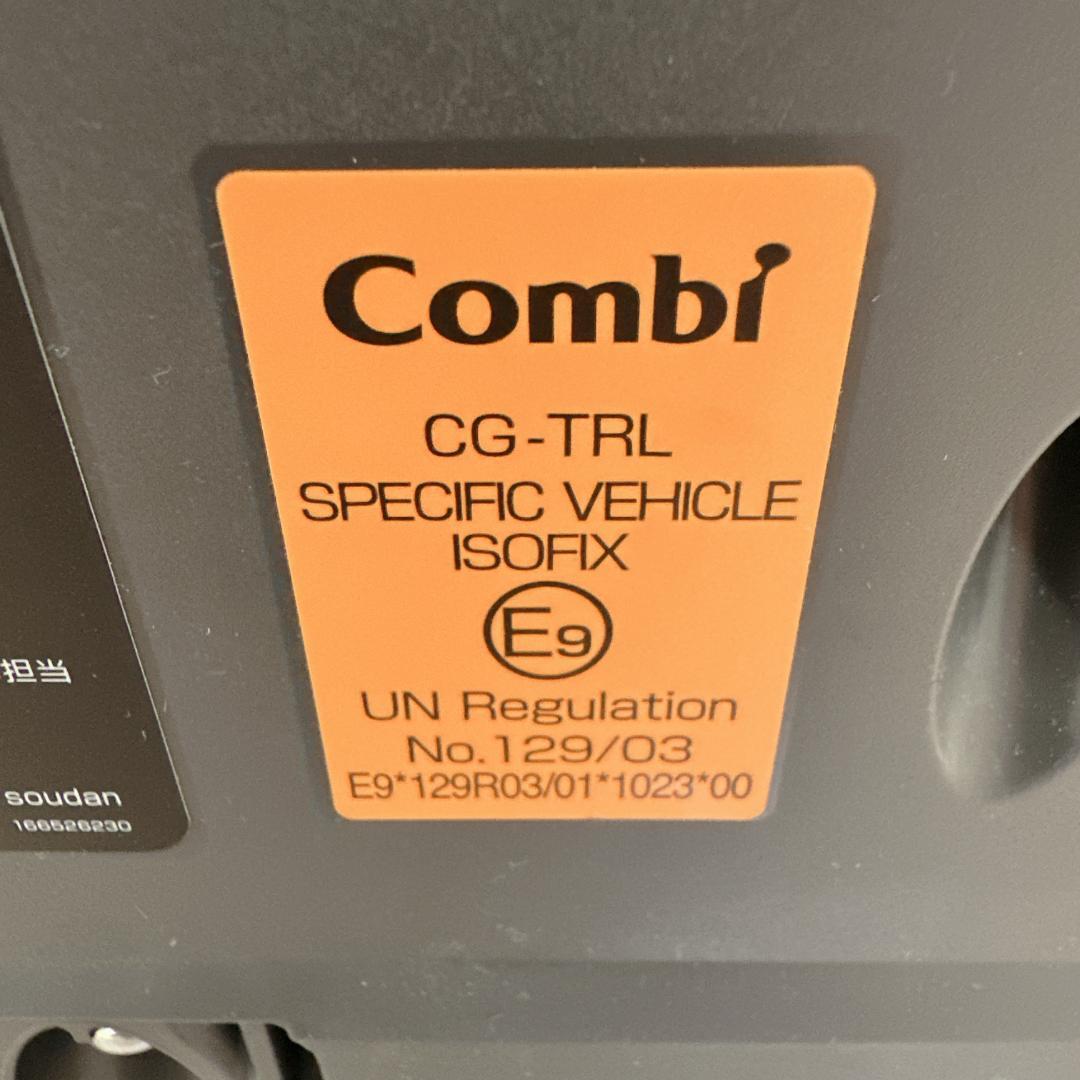 Combi
CG-TRL
SPECIFIC VEHICLE
ISOFIX
E9
UN Regulation
No.129/03
E9*129R03/01*1023*00
担当
soudan
166526230